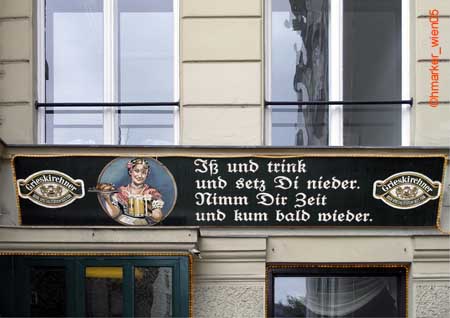 Iß und trink
und setz Di nieder.
Nimm Dir Zeit
und kum bald wieder.
Grieskirchner
Grieskirchner
©hmarker_wien05